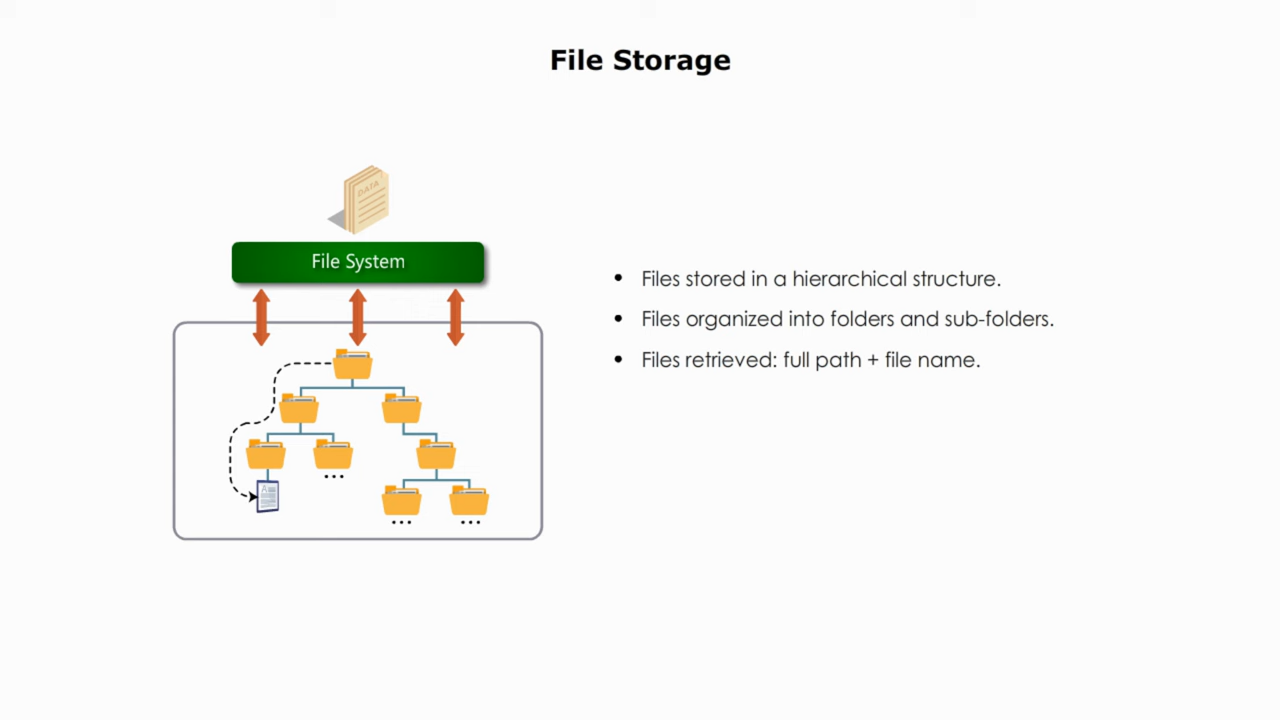 File Storage
DATA
File System
• Files stored in a hierarchical structure.
• Files organized into folders and sub-folders.
• Files retrieved: full path + file name.
...
... ...